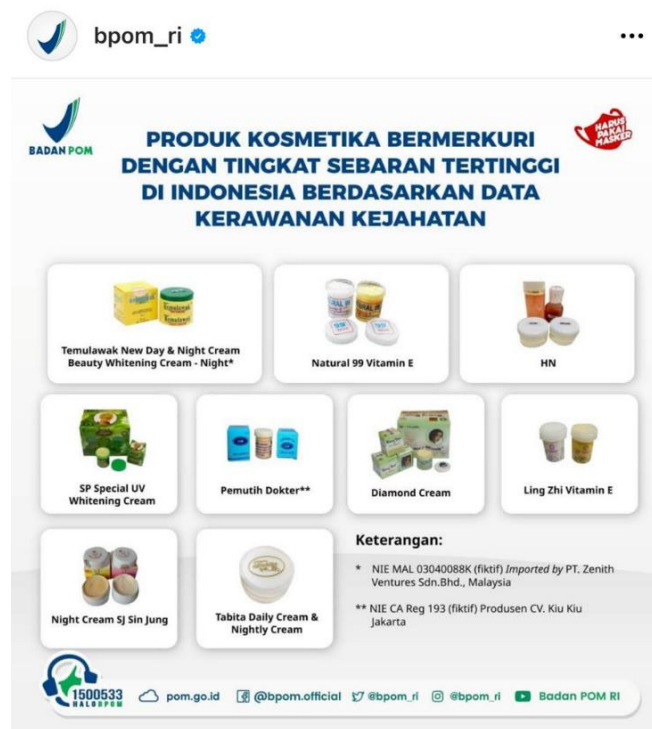 bpom_ri
BADAN POM
HARUS
PAKAI
MASKER
PRODUK KOSMETIKA BERMERKURI
DENGAN TINGKAT SEBARAN TERTINGGI
DI INDONESIA BERDASARKAN DATA
KERAWANAN KEJAHATAN
Temulawak New Day & Night Cream
Beauty Whitening Cream - Night*
Natural 99 Vitamin E
HN
SP Special UV
Whitening Cream
Pemutih Dokter**
Diamond Cream
Ling Zhi Vitamin E
Night Cream SJ Sin Jung
Tabita Daily Cream &
Nightly Cream
Keterangan:
* NIE MAL 03040088K (fiktif) Imported by PT. Zenith
Ventures Sdn.Bhd., Malaysia
** NIE CA Reg 193 (fiktif) Produsen CV. Kiu Kiu
Jakarta
1500533
HALOBPOM
pom.go.id
@bpom.official
@bpom_ri
@bpom_ri
Badan POM RI